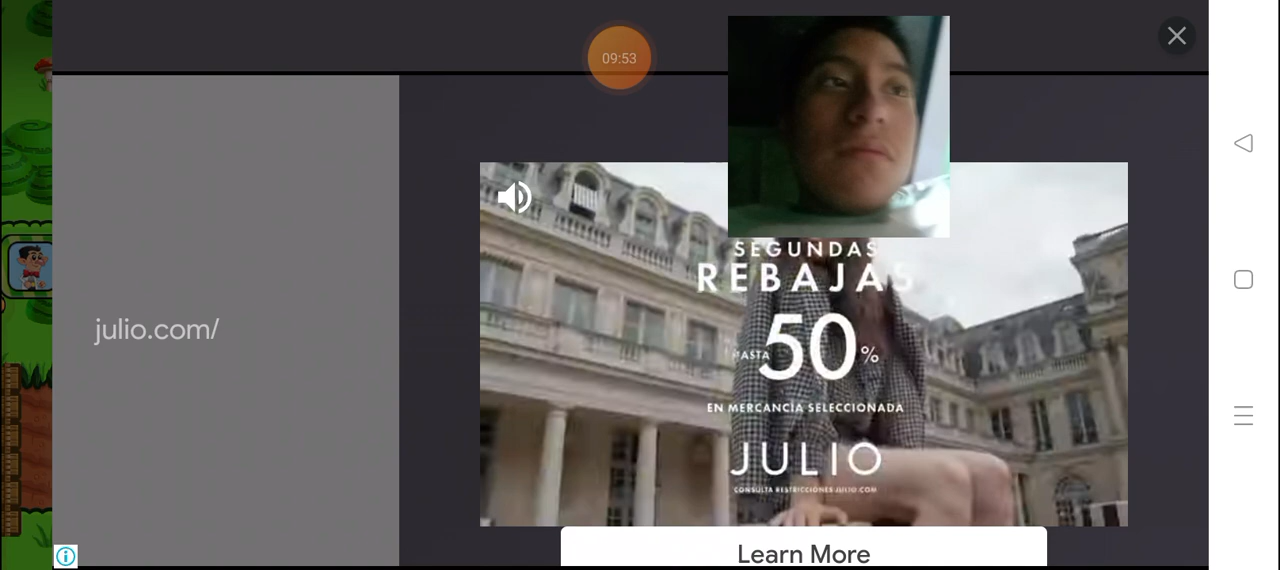 09:53
julio.com/
SEGUNDAS
REBAJAS
HASTA 50%
EN MERCANCÍA SELECCIONADA
JULIO
CONSULTA RESTRICCIONES JULIO.COM
Learn More